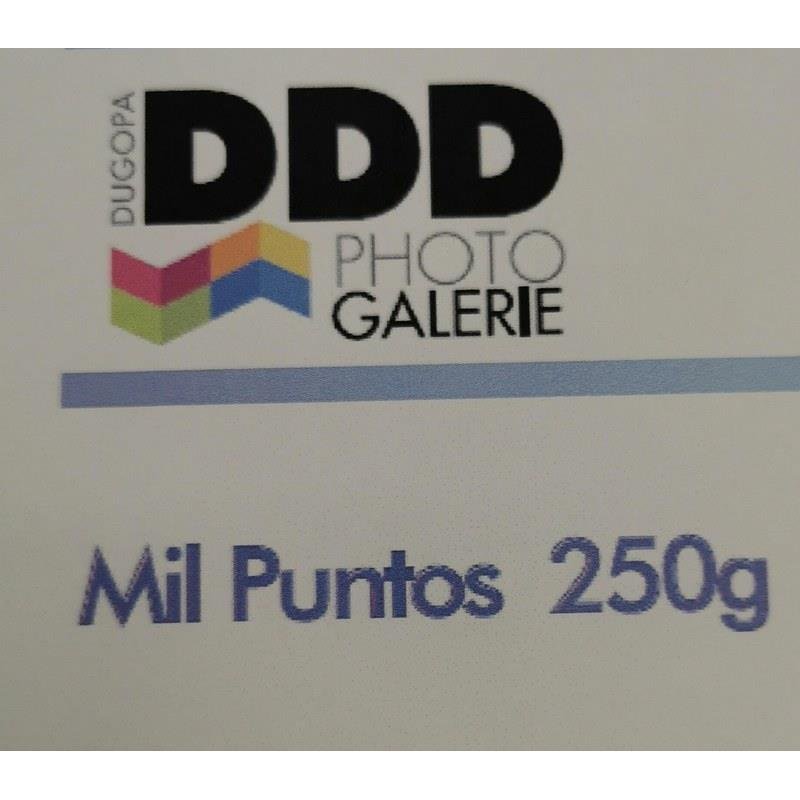 DUGOPA
DDD
PHOTO
GALERIE
Mil Puntos 250g